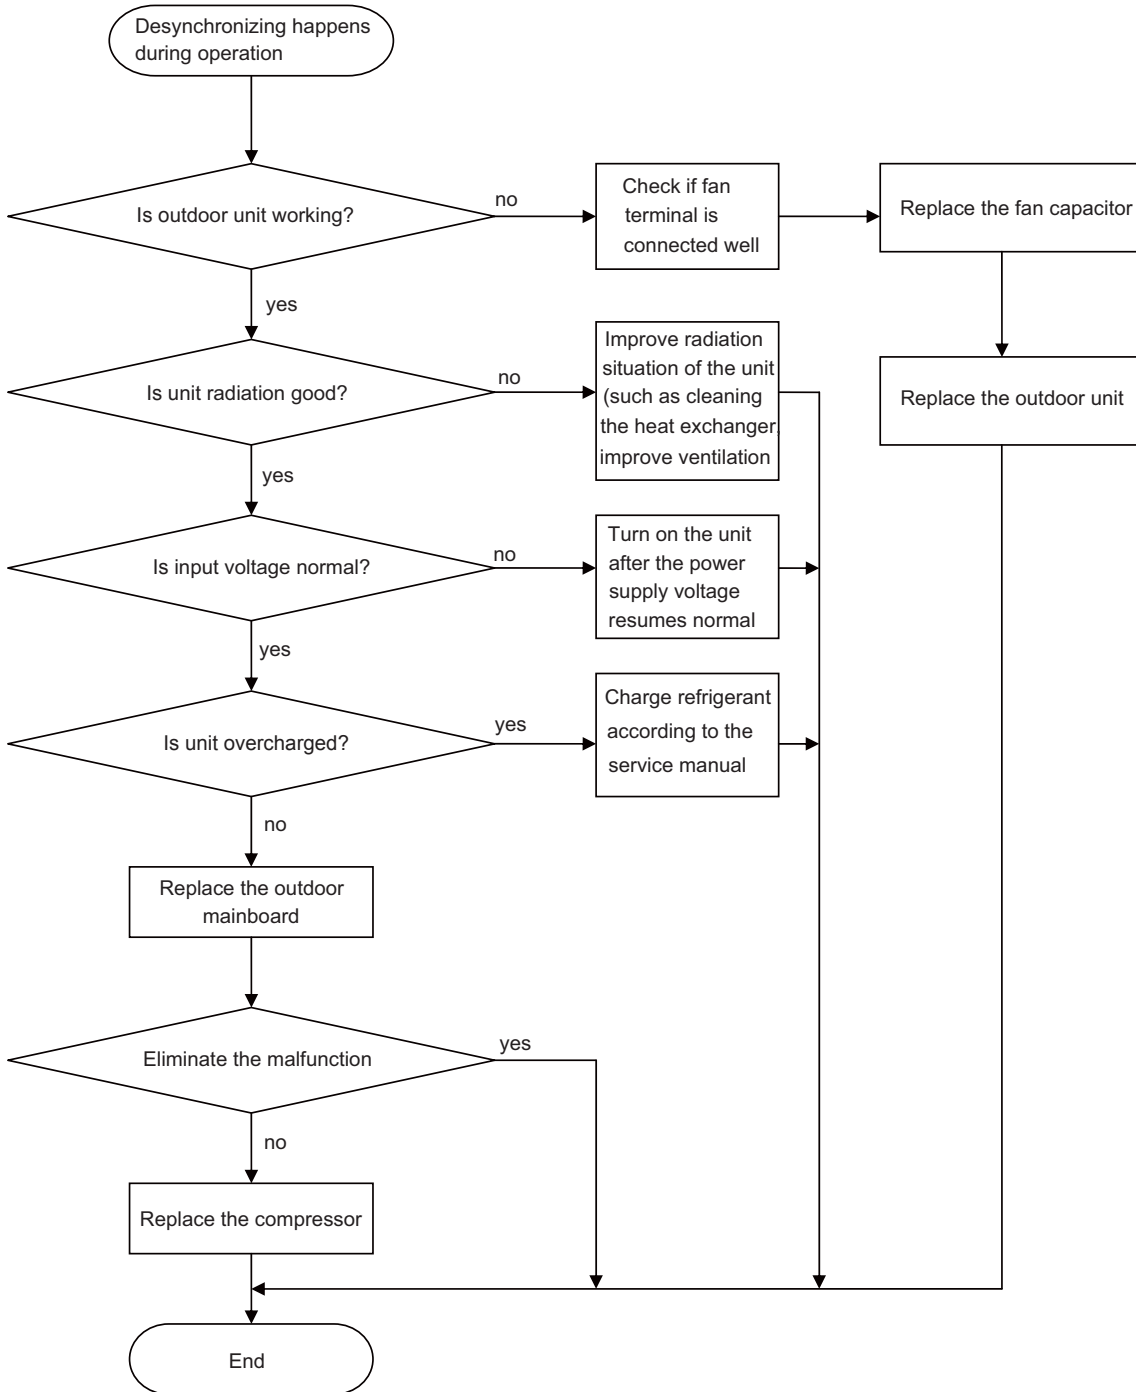 Desynchronizing happens
during operation
Is outdoor unit working?
no
Check if fan
terminal is
connected well
Replace the fan capacitor
yes
Is unit radiation good?
no
Improve radiation
situation of the unit
(such as cleaning
the heat exchanger,
improve ventilation
Replace the outdoor unit
yes
Is input voltage normal?
no
Turn on the unit
after the power
supply voltage
resumes normal
yes
Is unit overcharged?
yes
Charge refrigerant
according to the
service manual
no
Replace the outdoor
mainboard
Eliminate the malfunction
yes
no
Replace the compressor
End